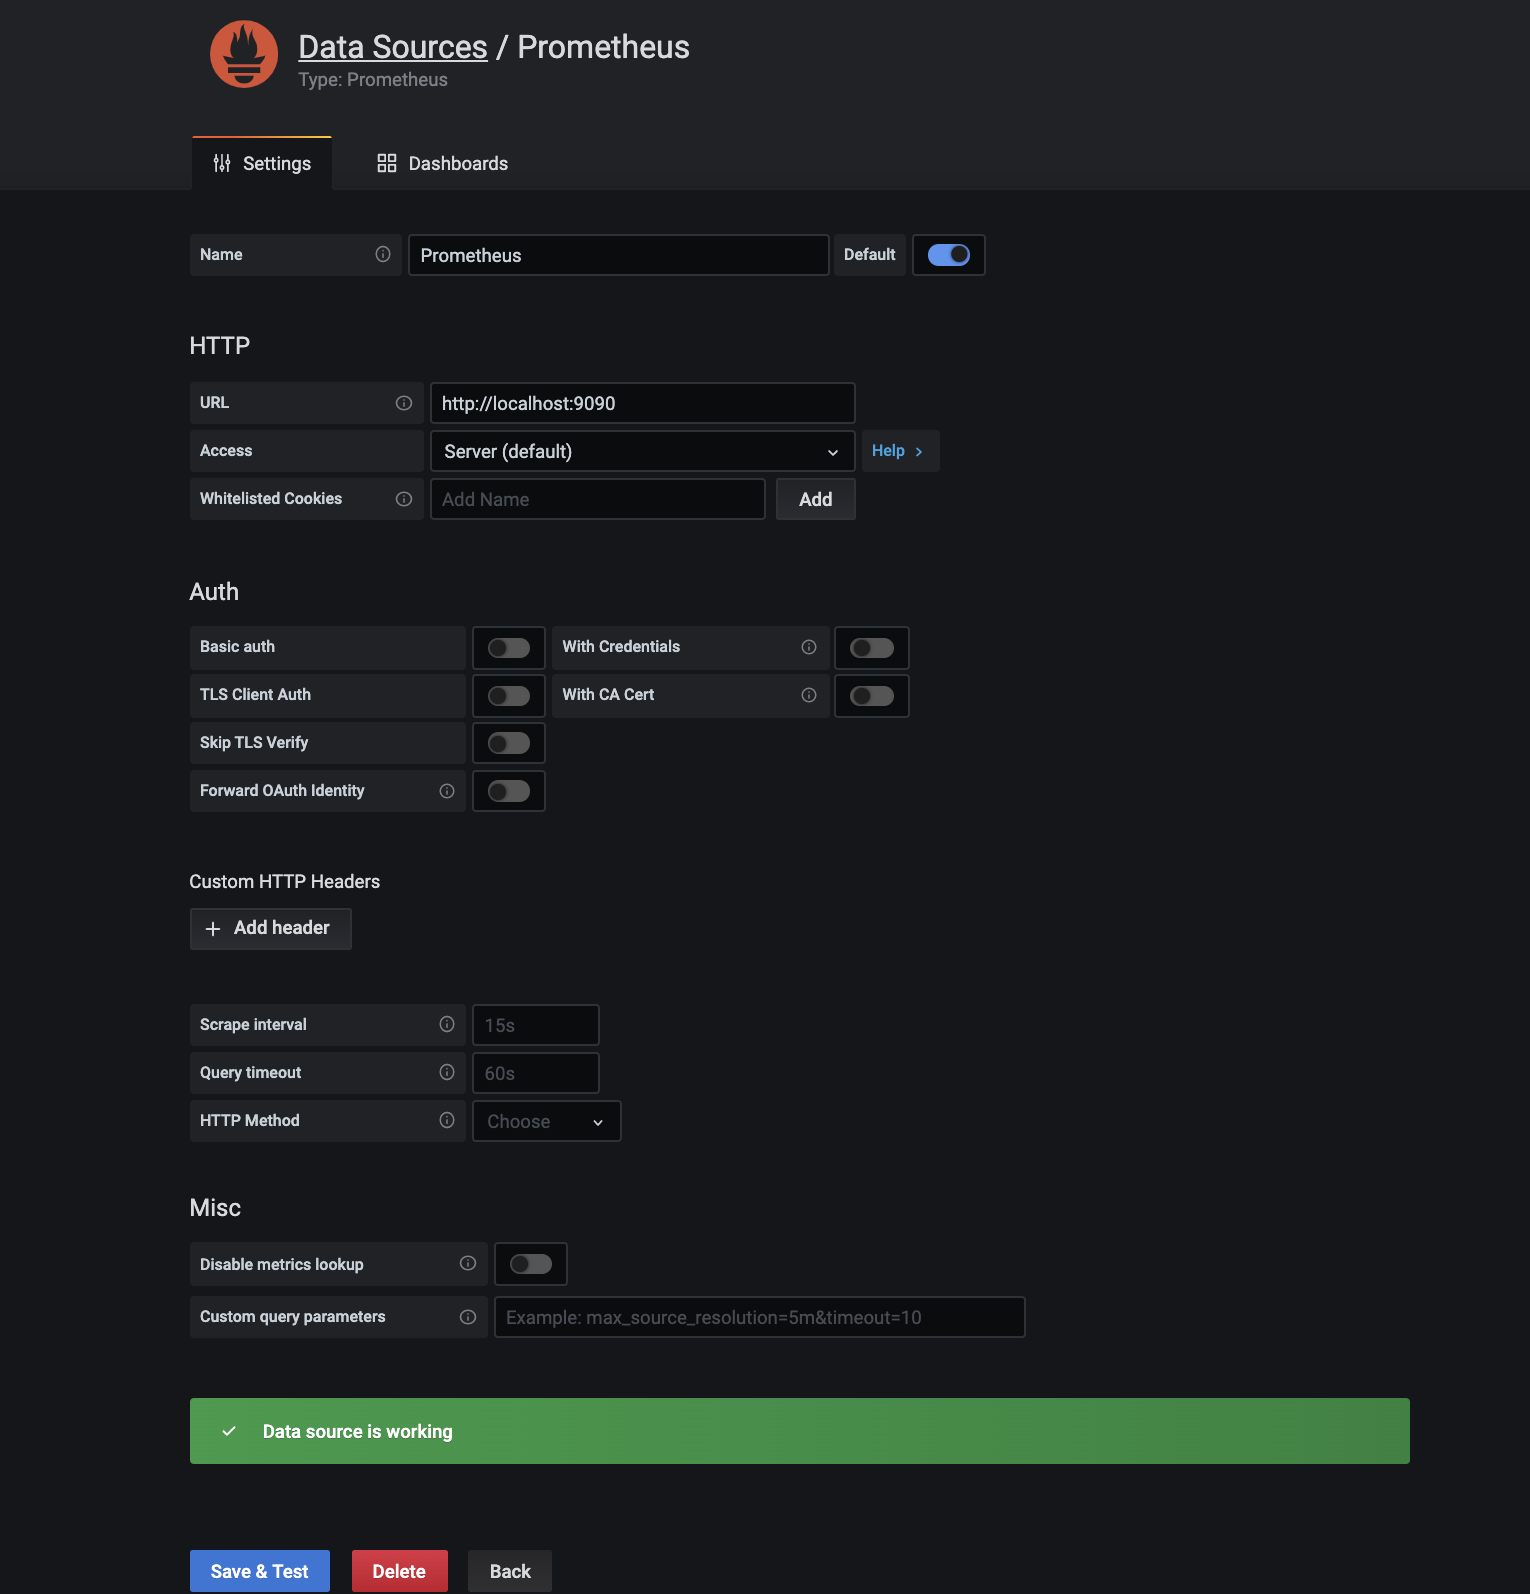 Data Sources / Prometheus
Type: Prometheus
Settings Dashboards
Name Prometheus Default
HTTP
URL http://localhost:9090
Access Server (default) Help >
Whitelisted Cookies Add Name Add
Auth
Basic auth With Credentials
TLS Client Auth With CA Cert
Skip TLS Verify
Forward OAuth Identity
Custom HTTP Headers
+ Add header
Scrape interval 15s
Query timeout 60s
HTTP Method Choose
Misc
Disable metrics lookup
Custom query parameters Example: max_source_resolution=5m&timeout=10
Data source is working
Save & Test Delete Back